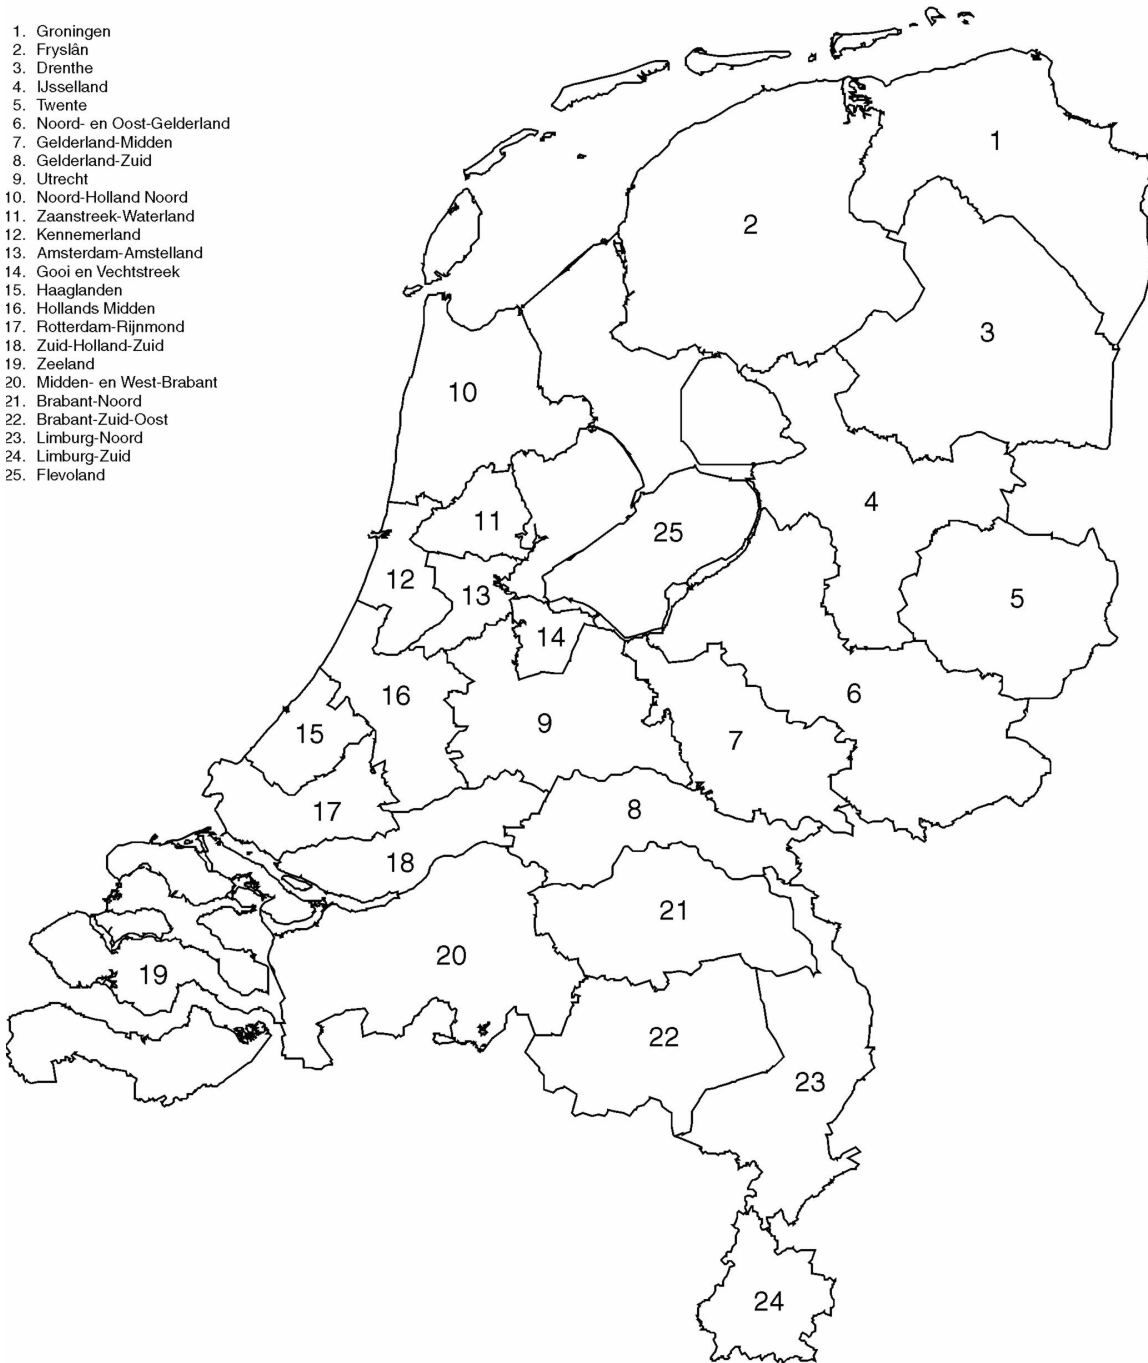 1. Groningen
2. Fryslân
3. Drenthe
4. IJsselland
5. Twente
6. Noord- en Oost-Gelderland
7. Gelderland-Midden
8. Gelderland-Zuid
9. Utrecht
10. Noord-Holland Noord
11. Zaanstreek-Waterland
12. Kennemerland
13. Amsterdam-Amstelland
14. Gooi en Vechtstreek
15. Haaglanden
16. Hollands Midden
17. Rotterdam-Rijnmond
18. Zuid-Holland-Zuid
19. Zeeland
20. Midden- en West-Brabant
21. Brabant-Noord
22. Brabant-Zuid-Oost
23. Limburg-Noord
24. Limburg-Zuid
25. Flevoland
1
2
3
10
4
11
25
12
13
5
14
16
6
9
15
7
17
8
18
21
20
19
22
23
24